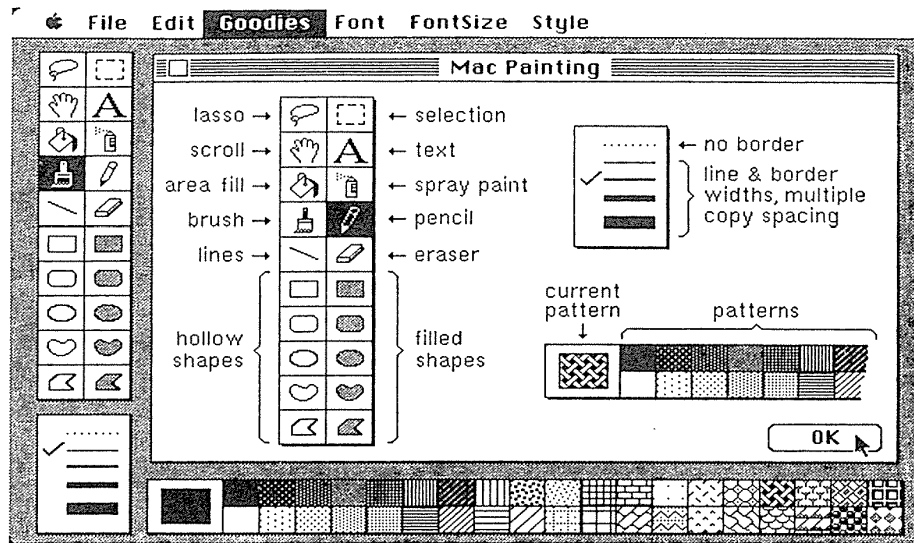 File Edit Goodies Font FontSize Style
Mac Painting
lasso → ← selection
scroll → A ← text
area fill → ← spray paint
brush → ← pencil
lines → ← eraser
hollow
shapes
filled
shapes
← no border
line & border
widths, multiple
copy spacing
current
pattern
↓
patterns
OK
A